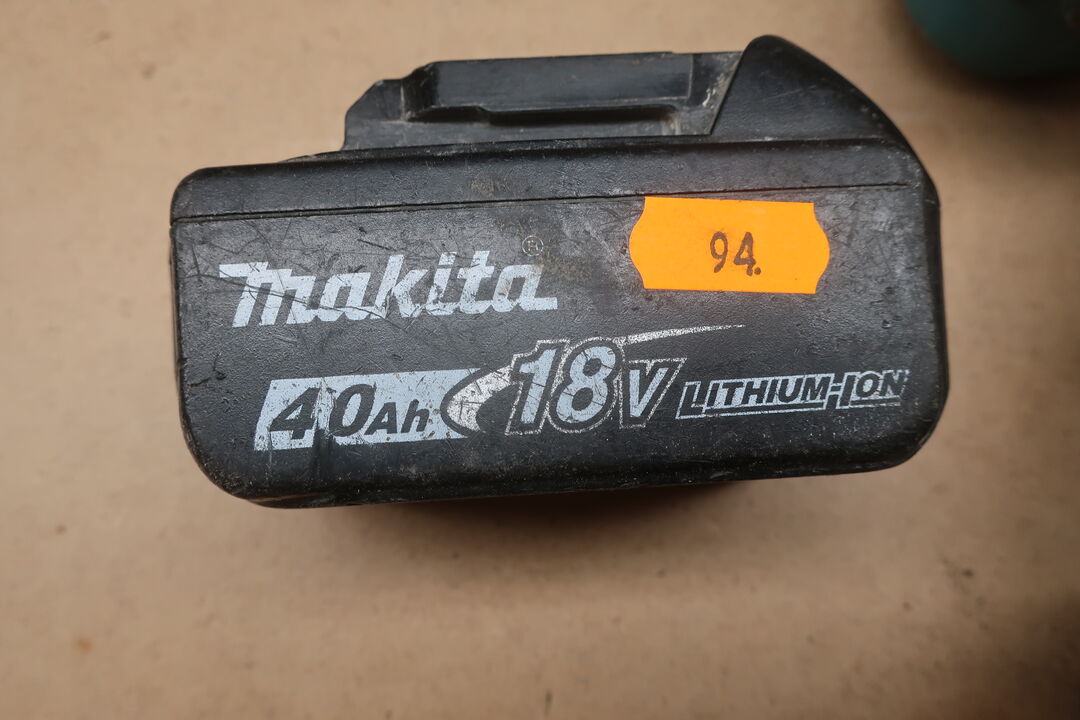 makita®
94.
4.0Ah 18V LITHIUM-ION